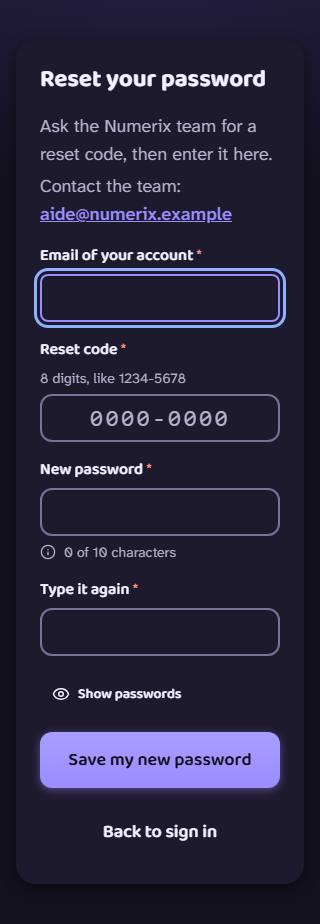 Reset your password
Ask the Numerix team for a
reset code, then enter it here.
Contact the team:
aide@numerix.example
Email of your account *
Reset code *
8 digits, like 1234-5678
0000-0000
New password *
0 of 10 characters
Type it again *
Show passwords
Save my new password
Back to sign in